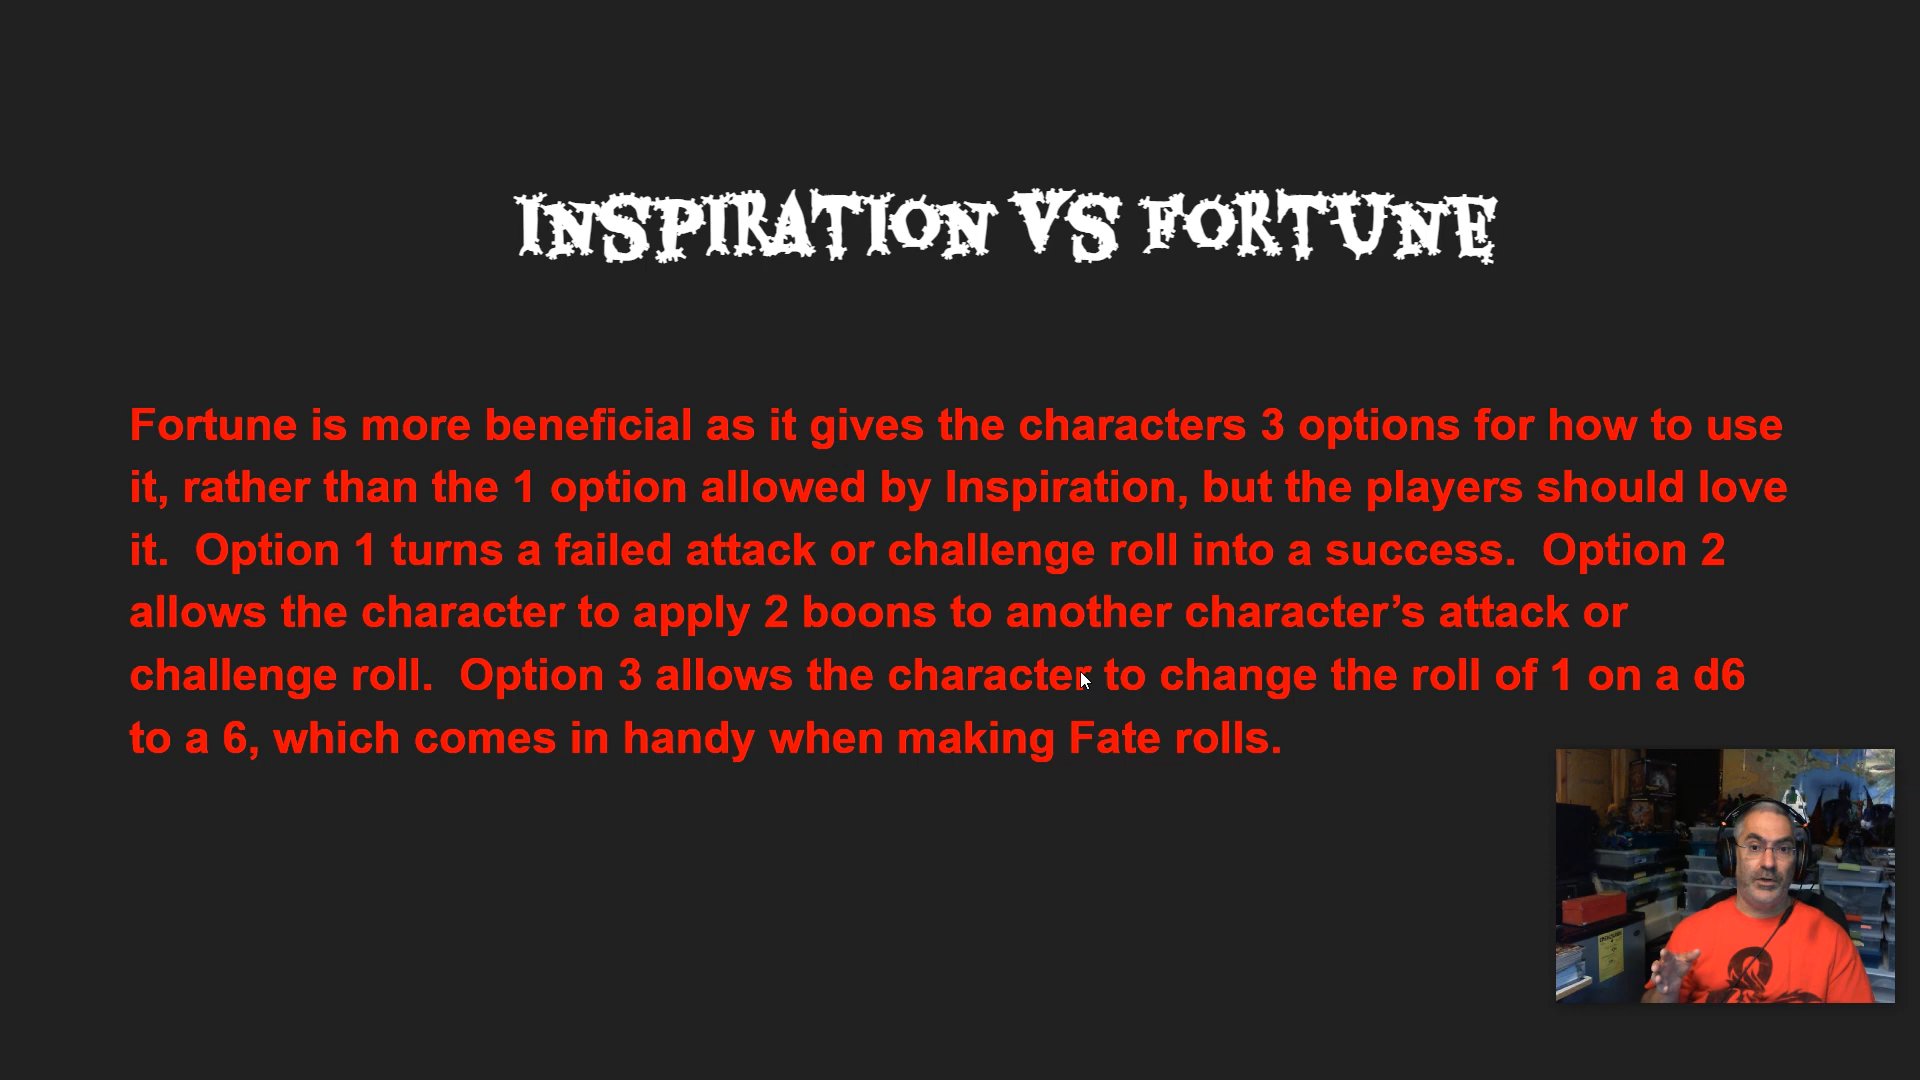 INSPIRATION VS FORTUNE
Fortune is more beneficial as it gives the characters 3 options for how to use
it, rather than the 1 option allowed by Inspiration, but the players should love
it.  Option 1 turns a failed attack or challenge roll into a success.  Option 2
allows the character to apply 2 boons to another character’s attack or
challenge roll.  Option 3 allows the character to change the roll of 1 on a d6
to a 6, which comes in handy when making Fate rolls.